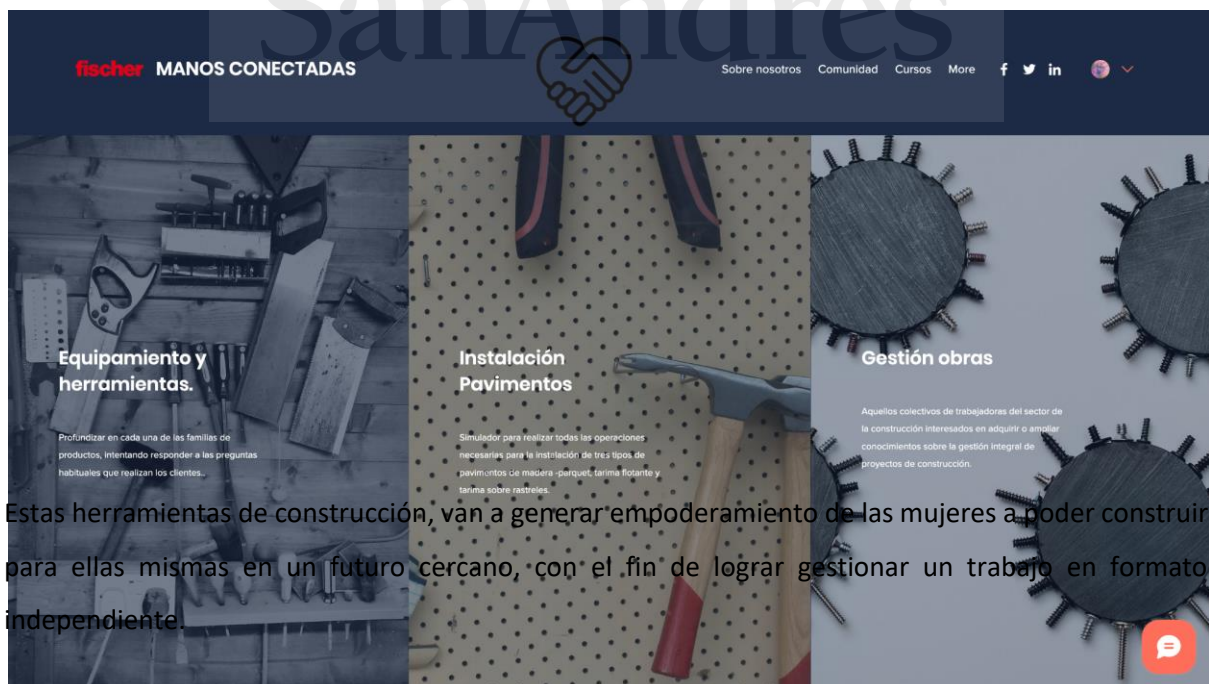 SanAndrés
fischer MANOS CONECTADAS
Sobre nosotros Comunidad Cursos More f in
Equipamiento y
herramientas.
Profundizar en cada una de las familias de
productos, intentando responder a las preguntas
habituales que realizan los clientes..
Instalación
Pavimentos
Simulador para realizar todas las operaciones
necesarias para la instalación de tres tipos de
pavimentos de madera -parquet, tarima flotante y
tarima sobre rastreles.
Gestión obras
Aquellos colectivos de trabajadoras del sector de
la construcción interesados en adquirir o ampliar
conocimientos sobre la gestión integral de
proyectos de construcción.
Estas herramientas de construcción, van a generar empoderamiento de las mujeres a poder construir
para ellas mismas en un futuro cercano, con el fin de lograr gestionar un trabajo en formato
independiente.